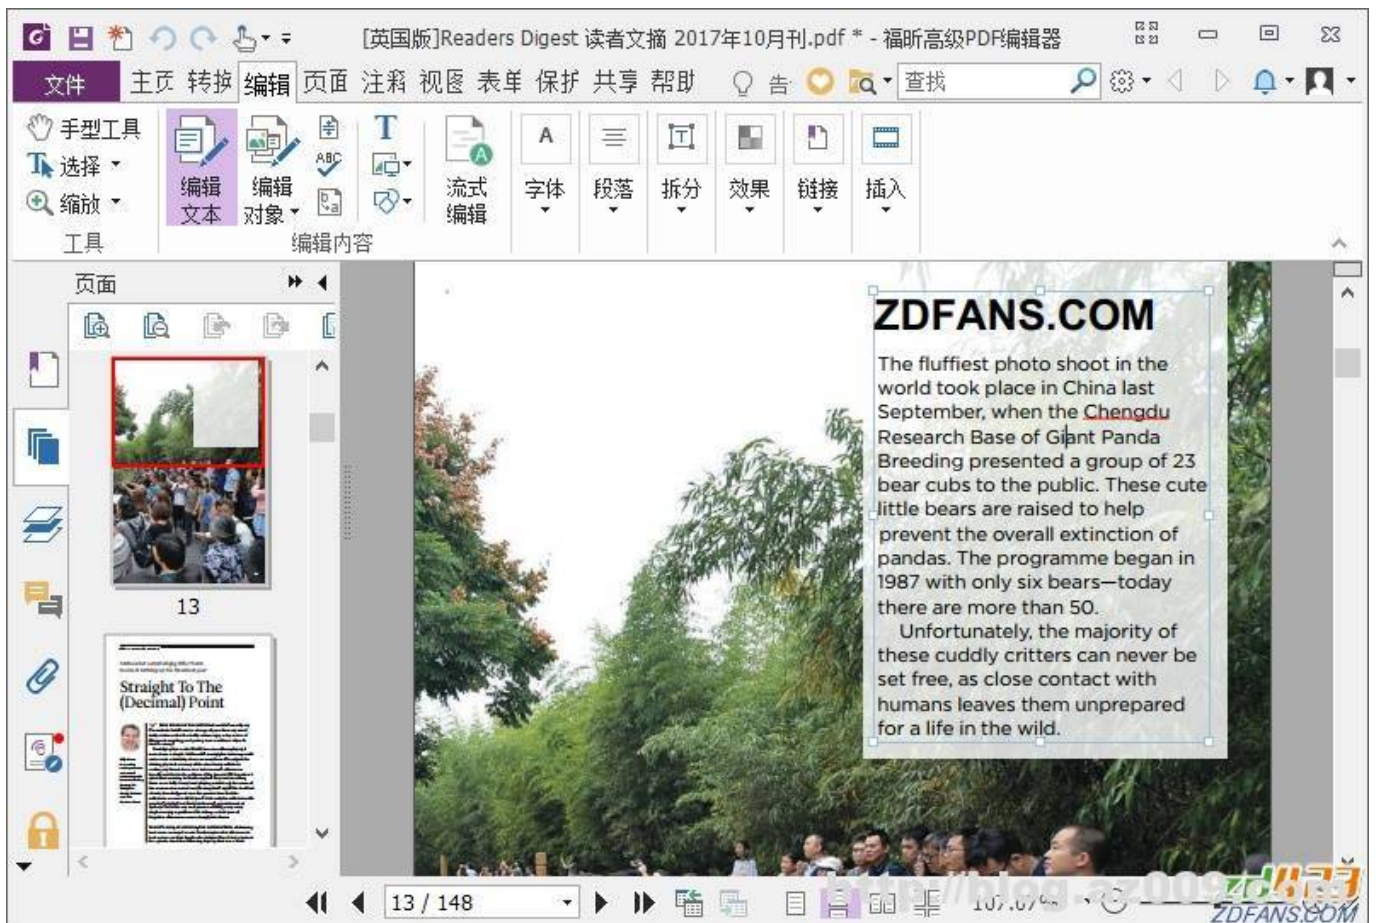 [英国版]Readers Digest 读者文摘 2017年10月刊.pdf * - 福昕高级PDF编辑器
文件 主页 转换 编辑 页面 注释 视图 表单 保护 共享 帮助 告 查找
手型工具
选择
缩放
工具
编辑
文本
编辑
对象
ABC
T
编辑内容
流式
编辑
A
字体
段落
拆分
效果
链接
插入
页面
13
Straight To The
(Decimal) Point
ZDFANS.COM
The fluffiest photo shoot in the
world took place in China last
September, when the Chengdu
Research Base of Giant Panda
Breeding presented a group of 23
bear cubs to the public. These cute
little bears are raised to help
prevent the overall extinction of
pandas. The programme began in
1987 with only six bears—today
there are more than 50.
Unfortunately, the majority of
these cuddly critters can never be
set free, as close contact with
humans leaves them unprepared
for a life in the wild.
13 / 148
107.67%
ZDFANS.COM